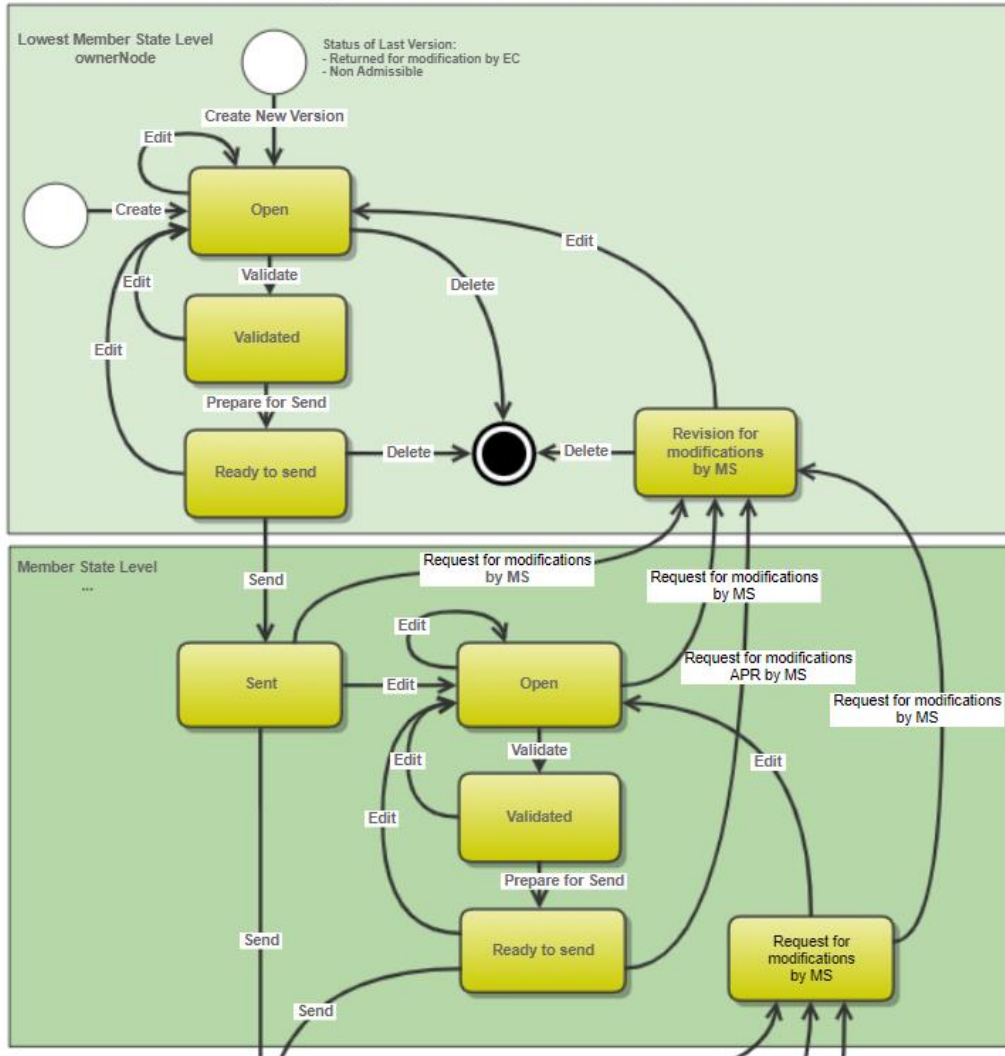 Lowest Member State Level
ownerNode
Status of Last Version:
- Returned for modification by EC
- Non Admissible
Create New Version
Edit
Create
Open
Edit
Edit
Validate
Delete
Edit
Validated
Prepare for Send
Ready to send
Delete
Delete
Revision for
modifications
by MS
Member State Level
...
Send
Request for modifications
by MS
Request for modifications
by MS
Edit
Sent
Edit
Open
Request for modifications
APR by MS
Request for modifications
by MS
Validate
Edit
Edit
Edit
Validated
Prepare for Send
Send
Ready to send
Request for
modifications
by MS
Send